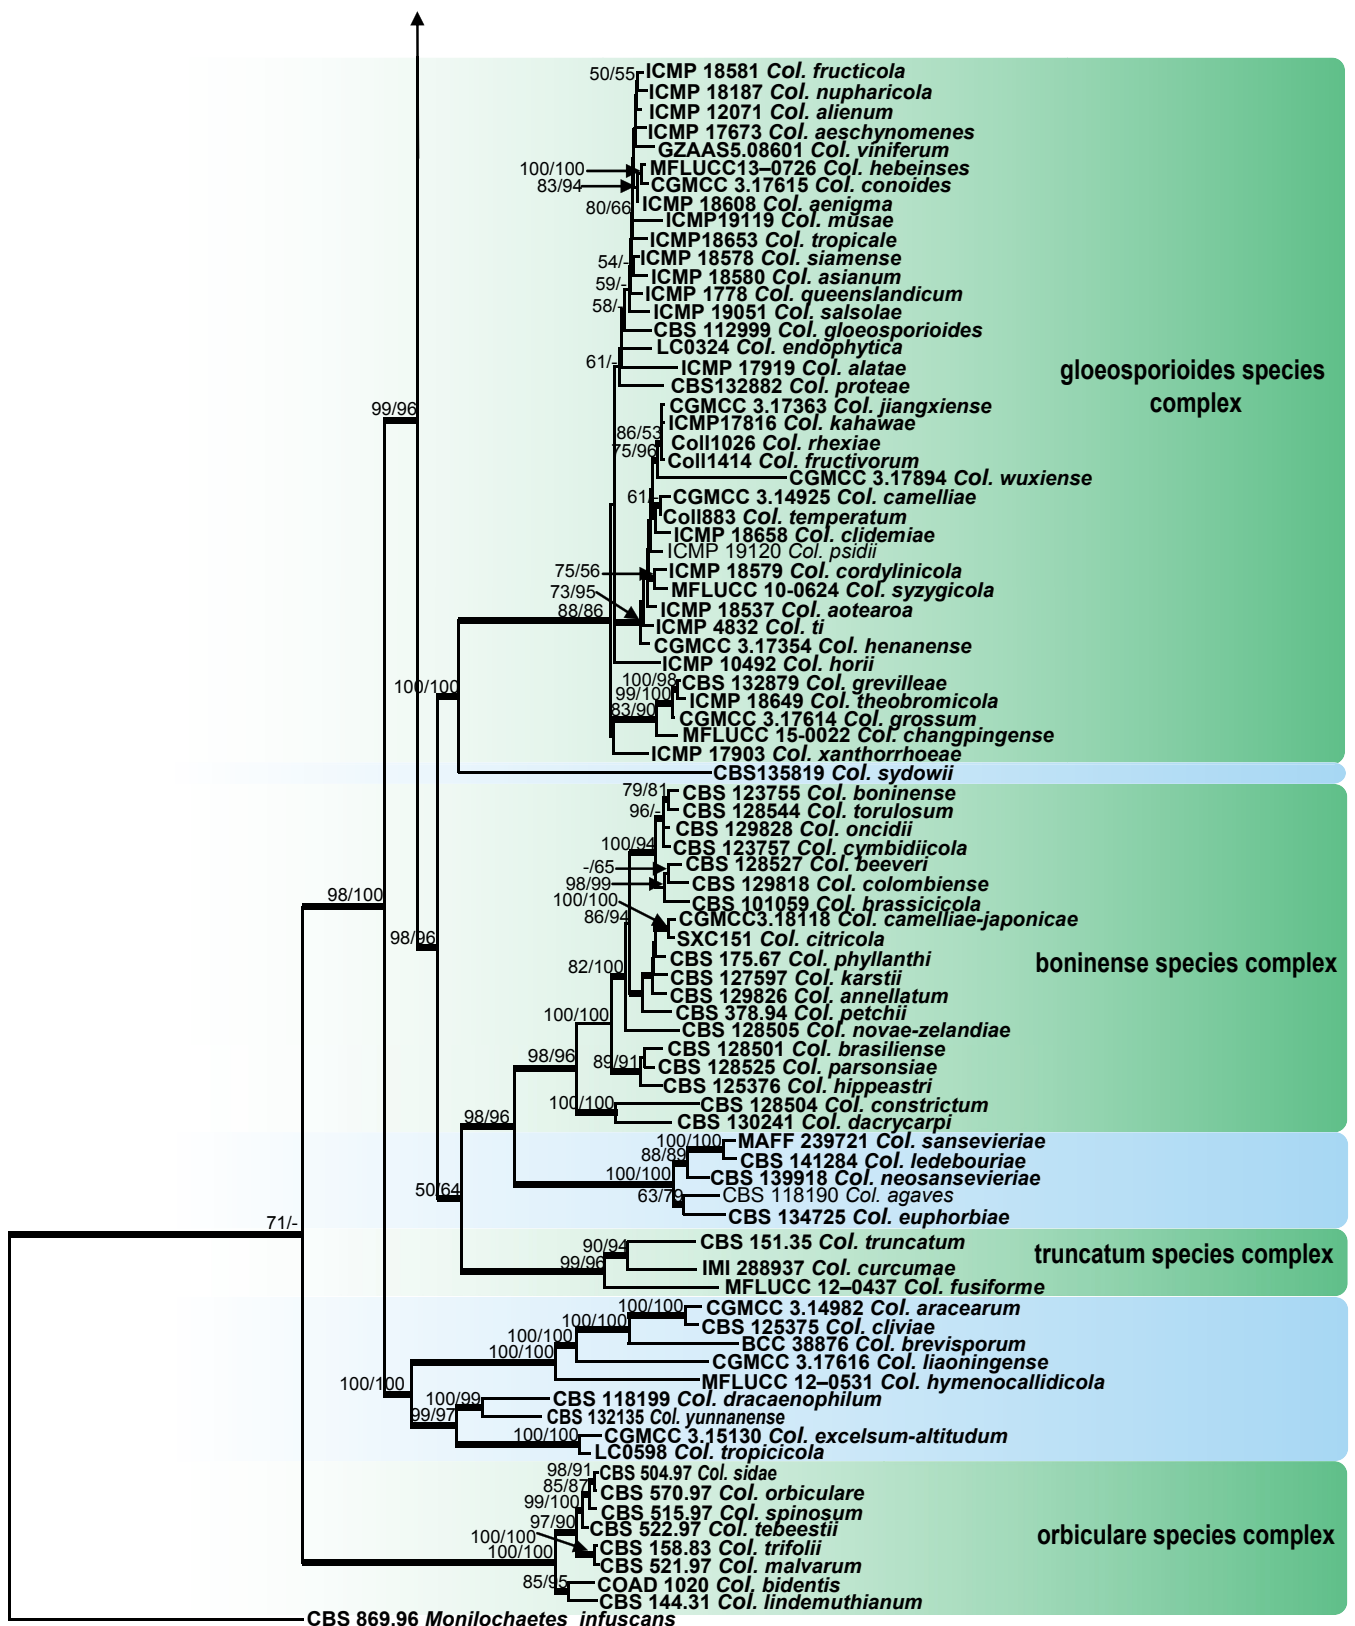 50/55
ICMP 18581 Col. fructicola
ICMP 18187 Col. nupharicola
ICMP 12071 Col. alienum
ICMP 17673 Col. aeschynomenes
GZAAS5.08601 Col. viniferum
100/100
MFLUCC13–0726 Col. hebeinses
83/94
CGMCC 3.17615 Col. conoides
80/66
ICMP 18608 Col. aenigma
ICMP19119 Col. musae
ICMP18653 Col. tropicale
54/-
ICMP 18578 Col. siamense
ICMP 18580 Col. asianum
59/-
ICMP 1778 Col. queenslandicum
58/-
ICMP 19051 Col. salsolae
CBS 112999 Col. gloeosporioides
LC0324 Col. endophytica
61/-
ICMP 17919 Col. alatae
CBS132882 Col. proteae
gloeosporioides species
complex
99/96
CGMCC 3.17363 Col. jiangxiense
ICMP17816 Col. kahawae
86/53
Coll1026 Col. rhexiae
75/96
Coll1414 Col. fructivorum
CGMCC 3.17894 Col. wuxiense
61/-
CGMCC 3.14925 Col. camelliae
Coll883 Col. temperatum
ICMP 18658 Col. clidemiae
ICMP 19120 Col. psidii
75/56
ICMP 18579 Col. cordylinicola
73/95
MFLUCC 10-0624 Col. syzygicola
88/86
ICMP 18537 Col. aotearoa
ICMP 4832 Col. ti
CGMCC 3.17354 Col. henanense
ICMP 10492 Col. horii
100/98
CBS 132879 Col. grevilleae
100/100
99/100
ICMP 18649 Col. theobromicola
83/90
CGMCC 3.17614 Col. grossum
MFLUCC 15-0022 Col. changpingense
ICMP 17903 Col. xanthorrhoeae
CBS135819 Col. sydowii
79/81
CBS 123755 Col. boninense
96/-
CBS 128544 Col. torulosum
CBS 129828 Col. oncidii
100/94
CBS 123757 Col. cymbidiicola
-/65
CBS 128527 Col. beeveri
98/99
CBS 129818 Col. colombiense
98/100
100/100
CBS 101059 Col. brassicicola
86/94
CGMCC3.18118 Col. camelliae-japonicae
98/96
SXC151 Col. citricola
82/100
CBS 175.67 Col. phyllanthi
boninense species complex
CBS 127597 Col. karstii
CBS 129826 Col. annellatum
100/100
CBS 378.94 Col. petchii
CBS 128505 Col. novae-zelandiae
98/96
CBS 128501 Col. brasiliense
89/91
CBS 128525 Col. parsonsiae
CBS 125376 Col. hippeastri
100/100
CBS 128504 Col. constrictum
98/96
CBS 130241 Col. dacrycarpi
100/100
MAFF 239721 Col. sansevieriae
88/89
CBS 141284 Col. ledebouriae
100/100
CBS 139918 Col. neosansevieriae
50/64
63/79
CBS 118190 Col. agaves
CBS 134725 Col. euphorbiae
71/-
90/94
CBS 151.35 Col. truncatum
truncatum species complex
99/96
IMI 288937 Col. curcumae
MFLUCC 12–0437 Col. fusiforme
100/100
CGMCC 3.14982 Col. aracearum
100/100
CBS 125375 Col. cliviae
100/100
BCC 38876 Col. brevisporum
100/100
CGMCC 3.17616 Col. liaoningense
100/100
MFLUCC 12–0531 Col. hymenocallidicola
100/99
CBS 118199 Col. dracaenophilum
99/97
CBS 132135 Col. yunnanense
100/100
CGMCC 3.15130 Col. excelsum-altitudum
LC0598 Col. tropicicola
98/91
CBS 504.97 Col. sidae
85/87
CBS 570.97 Col. orbiculare
99/100
CBS 515.97 Col. spinosum
97/90
CBS 522.97 Col. tebeestii
orbiculare species complex
100/100
CBS 158.83 Col. trifolii
100/100
CBS 521.97 Col. malvarum
85/95
COAD 1020 Col. bidentis
CBS 144.31 Col. lindemuthianum
CBS 869.96 Monilochaetes infuscans